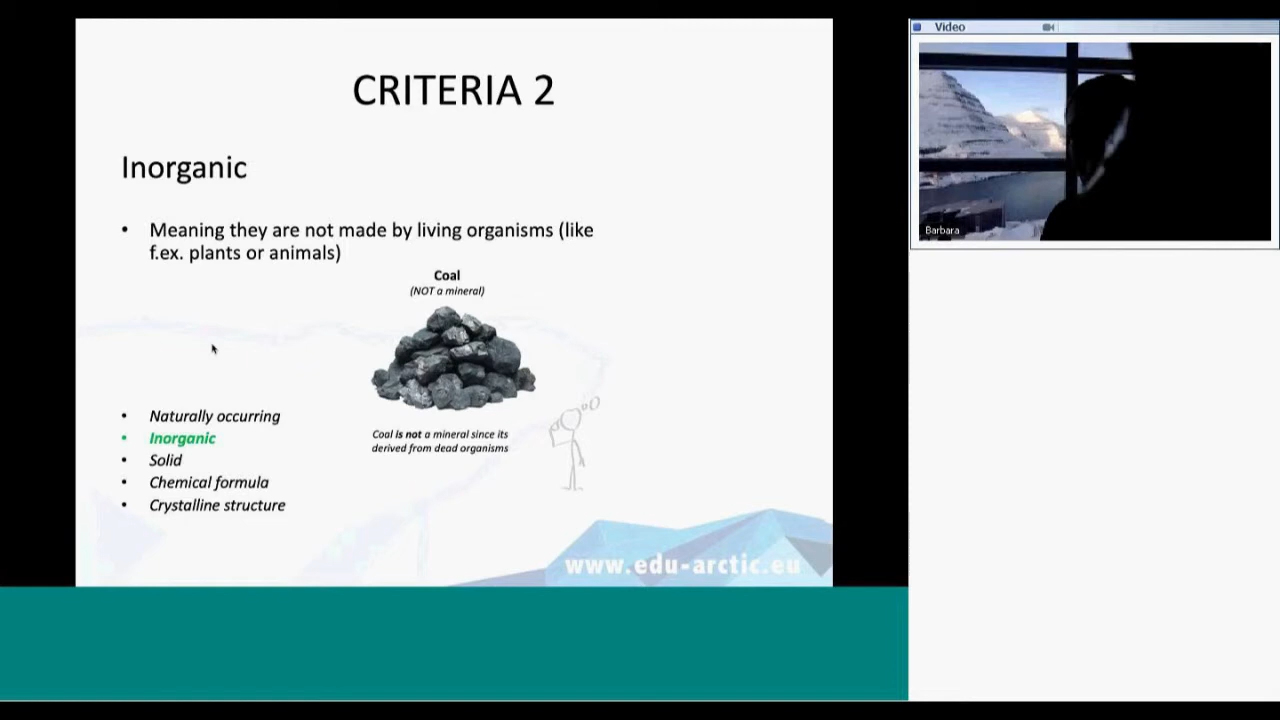 CRITERIA 2
Inorganic
• Meaning they are not made by living organisms (like
f.ex. plants or animals)
Coal
(NOT a mineral)
Coal is not a mineral since its
derived from dead organisms
• Naturally occurring
• Inorganic
• Solid
• Chemical formula
• Crystalline structure
www.edu-arctic.eu
Video
Barbara